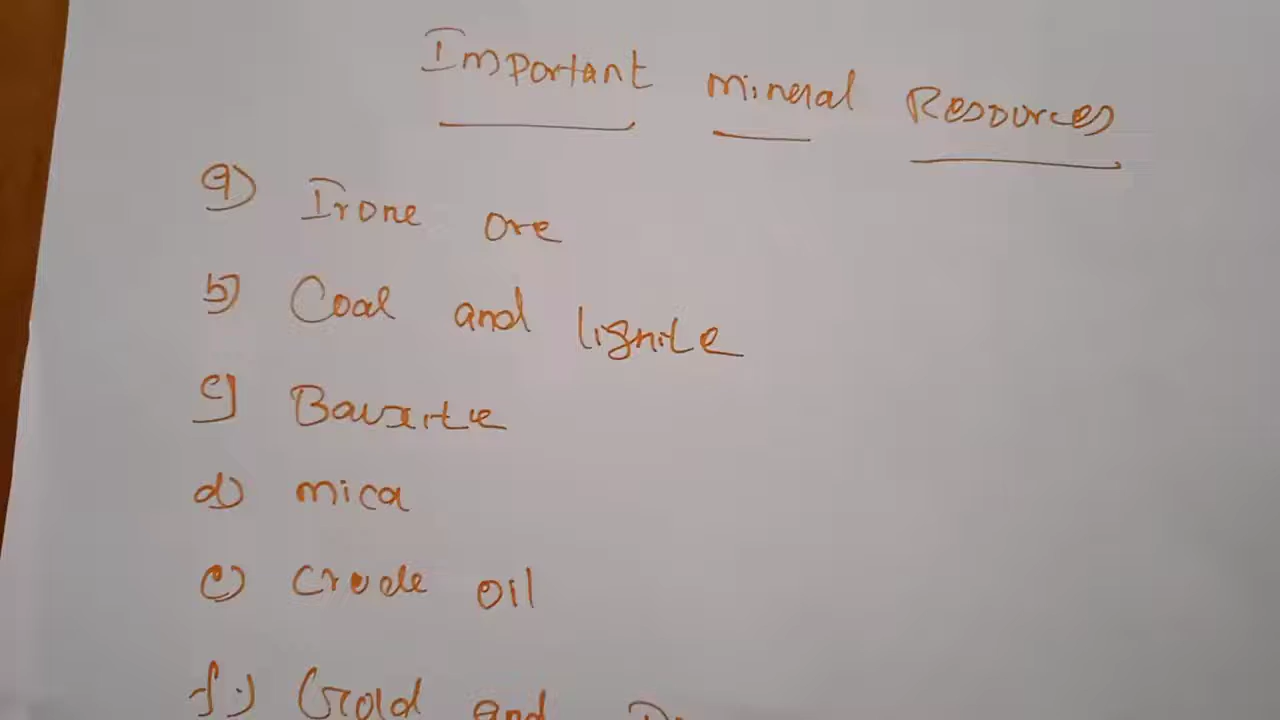 Important Mineral Resources
a) Irone ore
b) Coal and lignite
c) Bauxite
d) mica
e) crude oil
f.) Gold and